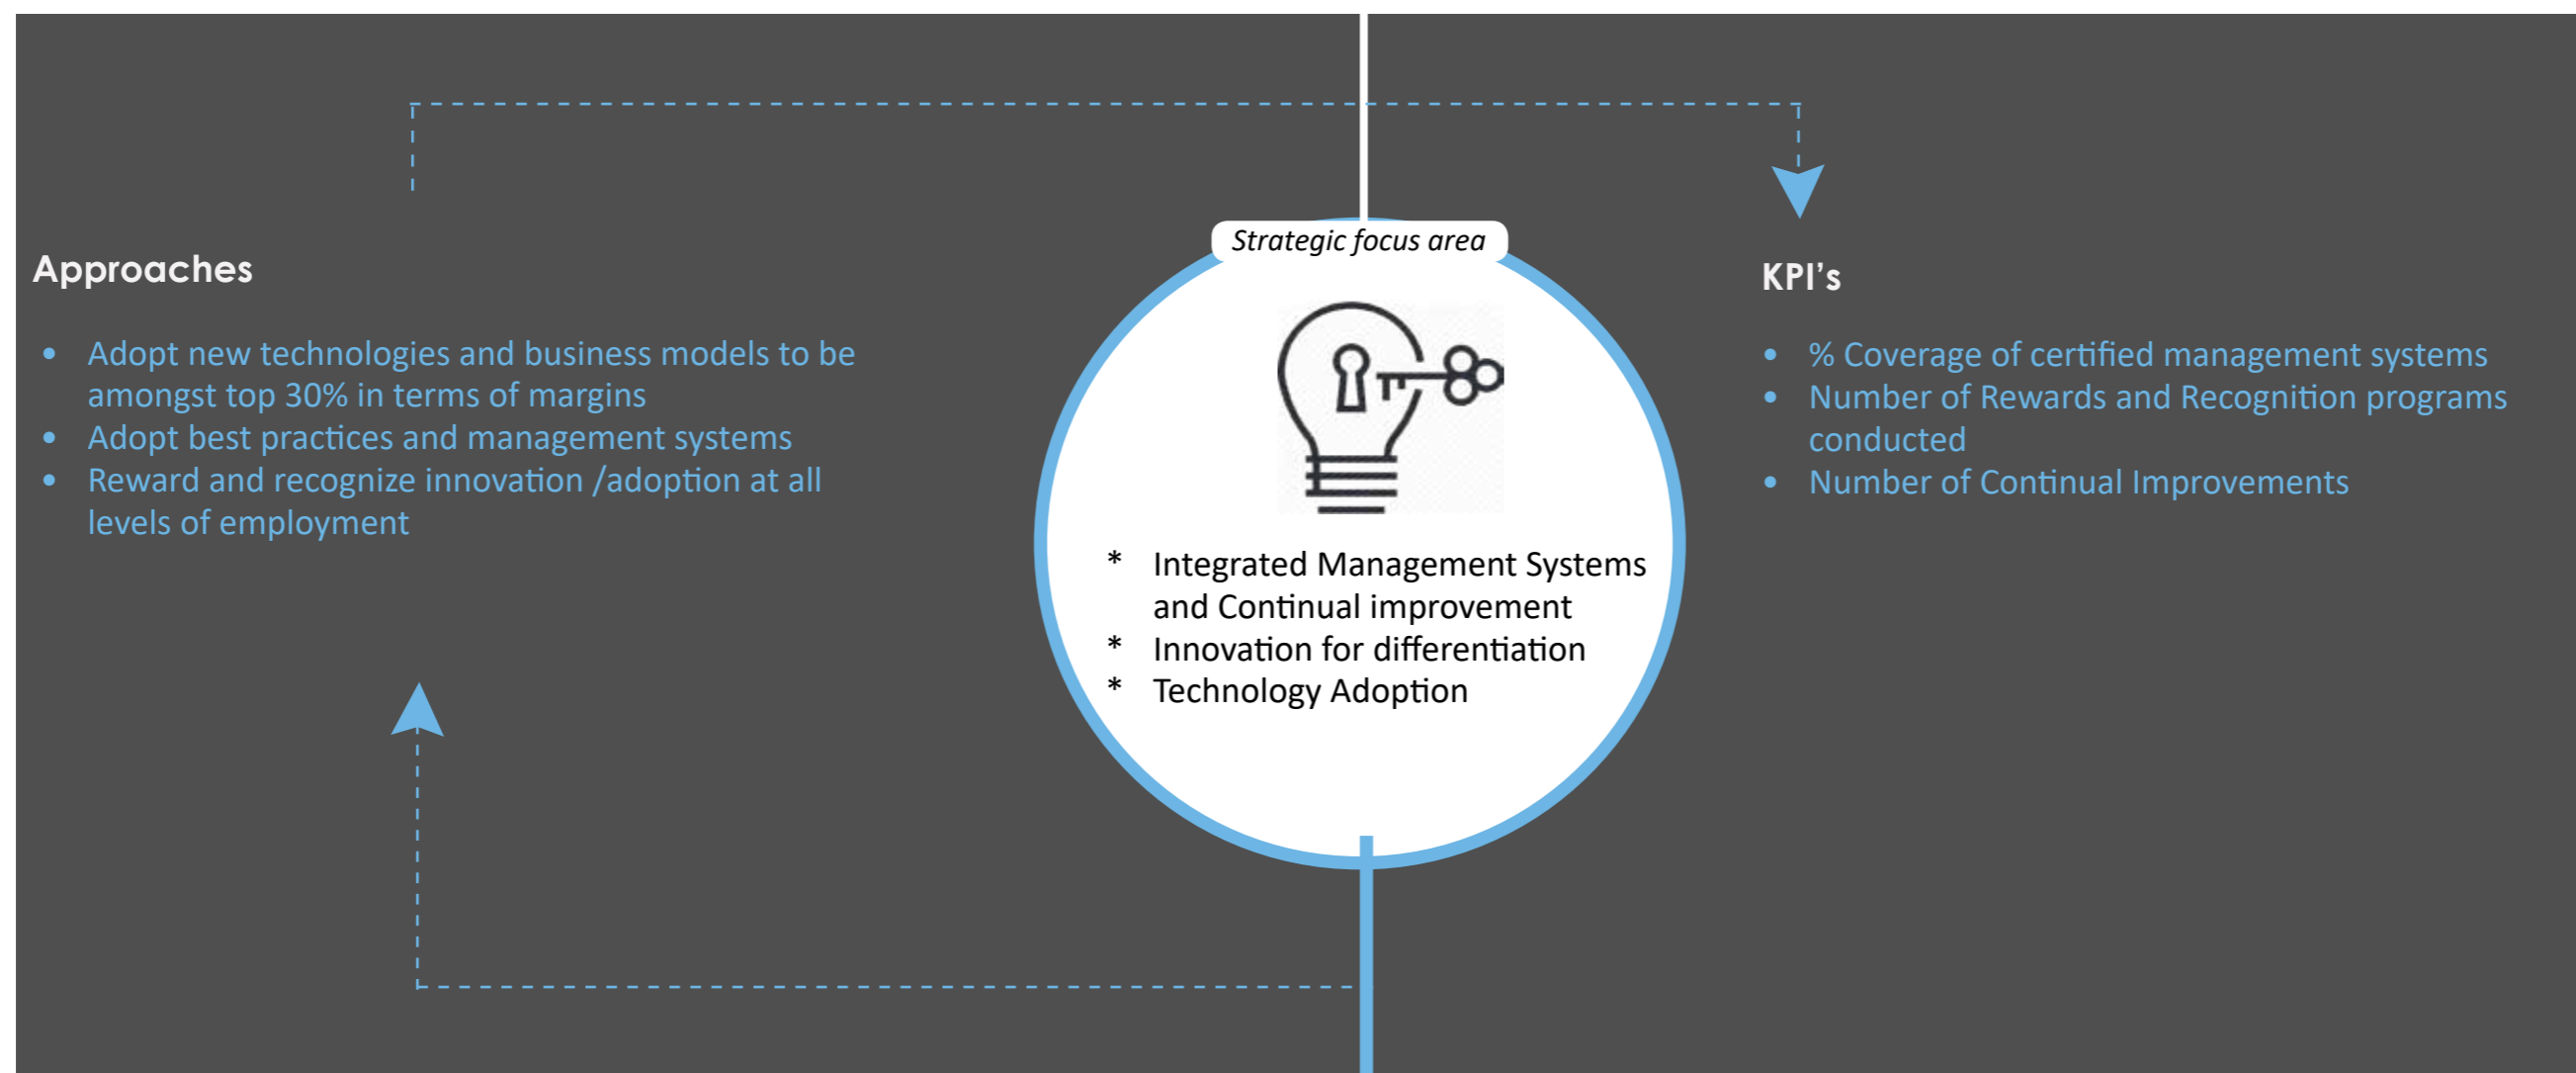 Approaches
• Adopt new technologies and business models to be
amongst top 30% in terms of margins
• Adopt best practices and management systems
• Reward and recognize innovation /adoption at all
levels of employment
Strategic focus area
* Integrated Management Systems
and Continual improvement
* Innovation for differentiation
* Technology Adoption
KPI’s
• % Coverage of certified management systems
• Number of Rewards and Recognition programs
conducted
• Number of Continual Improvements